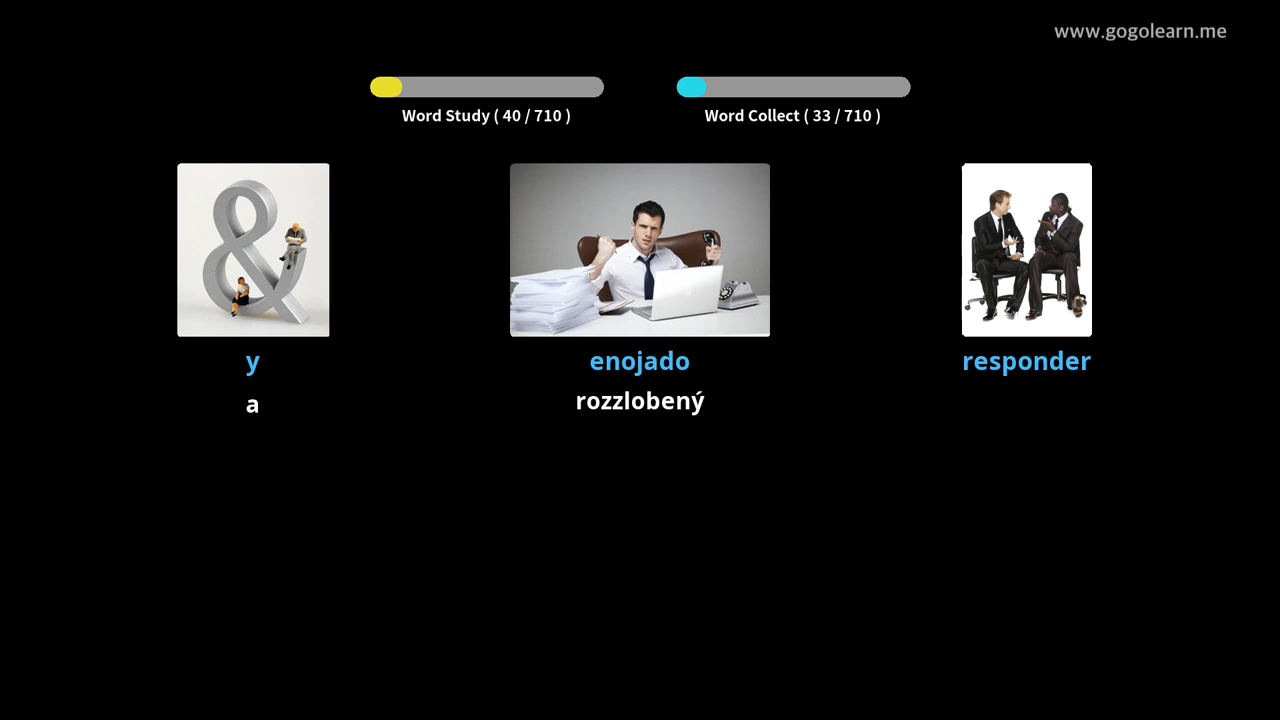 www.gogolearn.me
Word Study ( 40 / 710 )
Word Collect ( 33 / 710 )
&
y
enojado
responder
a
rozzlobený